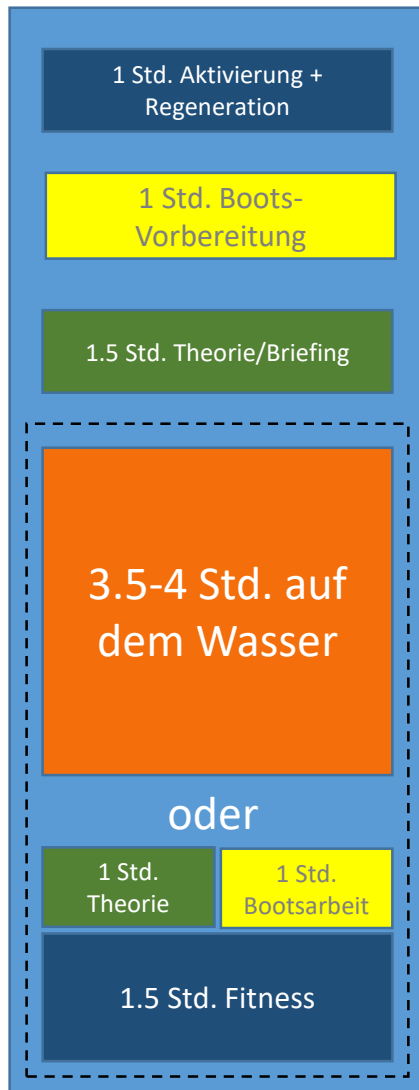 1 Std. Aktivierung +
Regeneration
1 Std. Boots-
Vorbereitung
1.5 Std. Theorie/Briefing
3.5-4 Std. auf
dem Wasser
oder
1 Std.
Theorie
1 Std.
Bootsarbeit
1.5 Std. Fitness